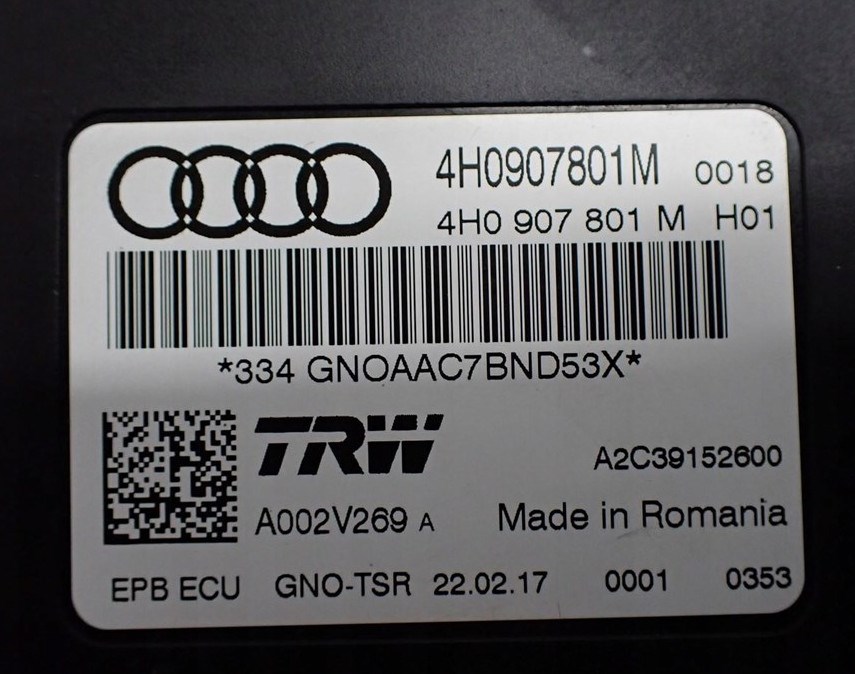 4H0907801M 0018
4H0 907 801 M H01
*334 GNOAAC7BND53X*
TRW
A2C39152600
A002V269 A Made in Romania
EPB ECU GNO-TSR 22.02.17 0001 0353